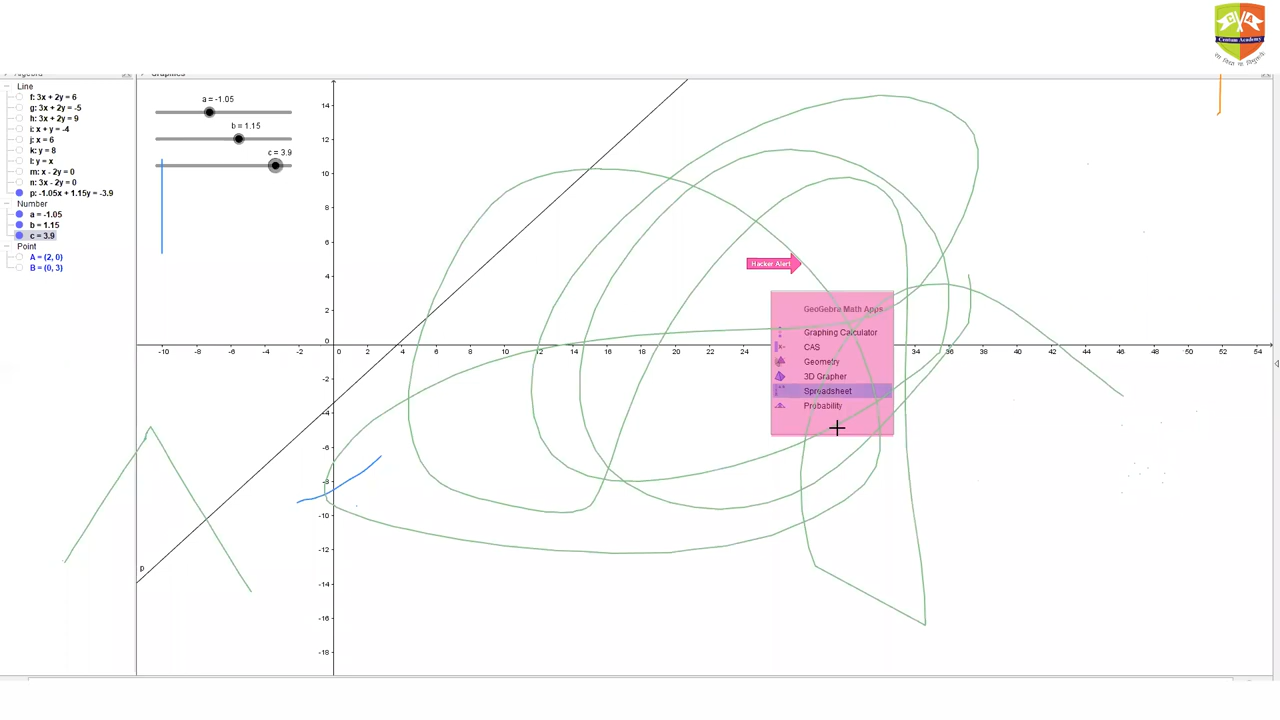 Centum Academy
Line
f: 3x + 2y = 6
g: 3x + 2y = -5
h: 3x + 2y = 9
i: x + y = -4
j: x = 6
k: y = 8
l: y = x
m: x - 2y = 0
n: 3x - 2y = 0
p: -1.05x + 1.15y = -3.9
Number
a = -1.05
b = 1.15
c = 3.9
Point
A = (2, 0)
B = (0, 3)
a = -1.05
b = 1.15
c = 3.9
14
12
10
8
6
4
2
0
-2
-4
-6
-8
-10
-12
-14
-16
-18
-10 -8 -6 -4 -2 0 2 4 6 8 10 12 14 16 18 20 22 24 34 36 38 40 42 44 46 48 50 52 54
p
Hacker Alert
GeoGebra Math Apps
Graphing Calculator
CAS
Geometry
3D Grapher
Spreadsheet
Probability